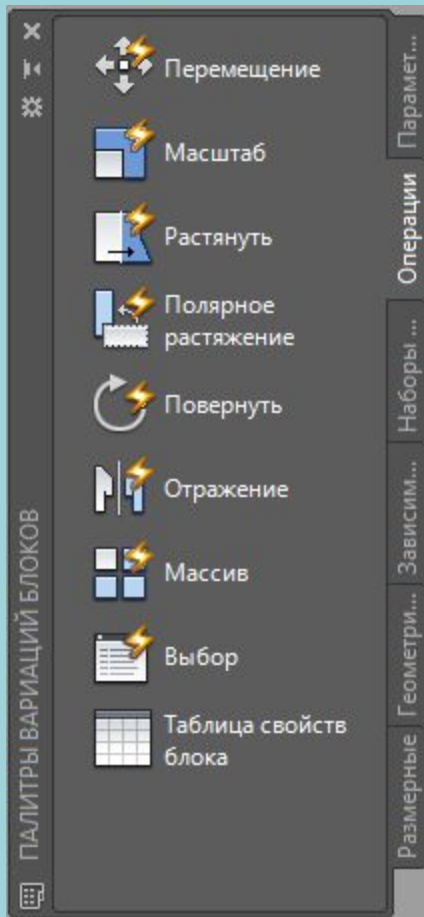 Перемещение
Масштаб
Растянуть
Полярное
растяжение
Повернуть
Отражение
Массив
Выбор
Таблица свойств
блока
Парамет...
Операции
Наборы ...
Зависим...
Геометри...
Размерные
ПАЛИТРЫ ВАРИАЦИЙ БЛОКОВ